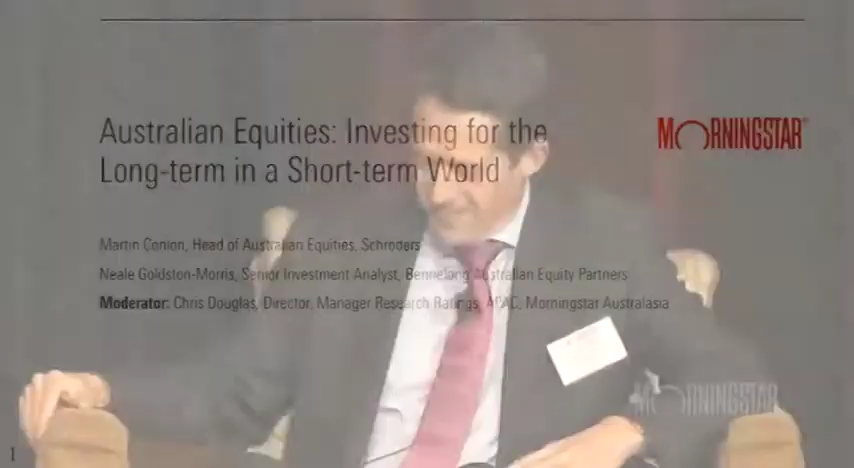 Australian Equities: Investing for the
Long-term in a Short-term World
MORNINGSTAR
Martin Conlon, Head of Australian Equities, Schroders
Neale Goldston-Morris, Senior Investment Analyst, Bennelong Australian Equity Partners
Moderator: Chris Douglas, Director, Manager Research Ratings, APAC, Morningstar Australasia
MORNINGSTAR
1